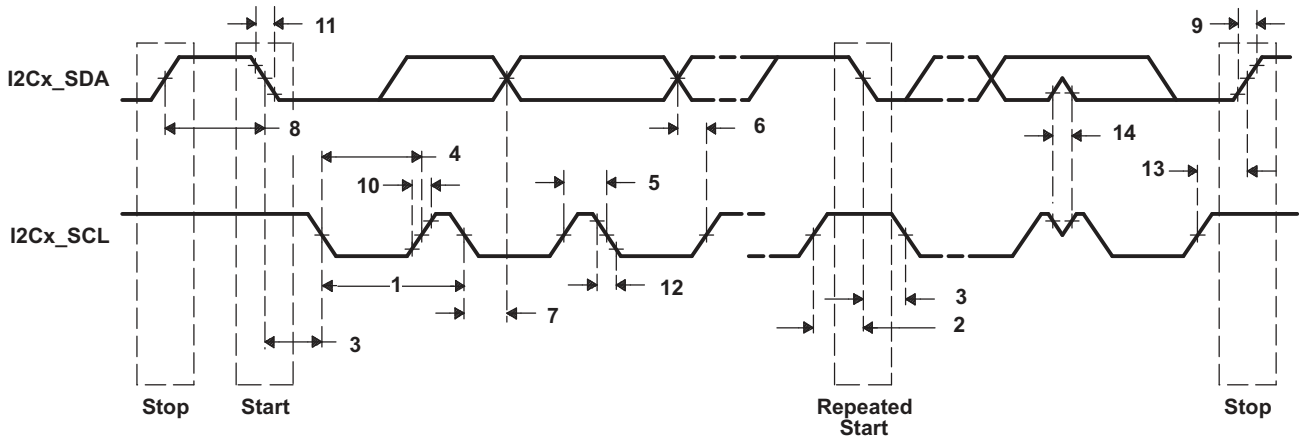 11
9
I2Cx_SDA
8
6
4
14
10
5
13
I2Cx_SCL
1
12
3
7
2
3
Stop
Start
Repeated
Start
Stop